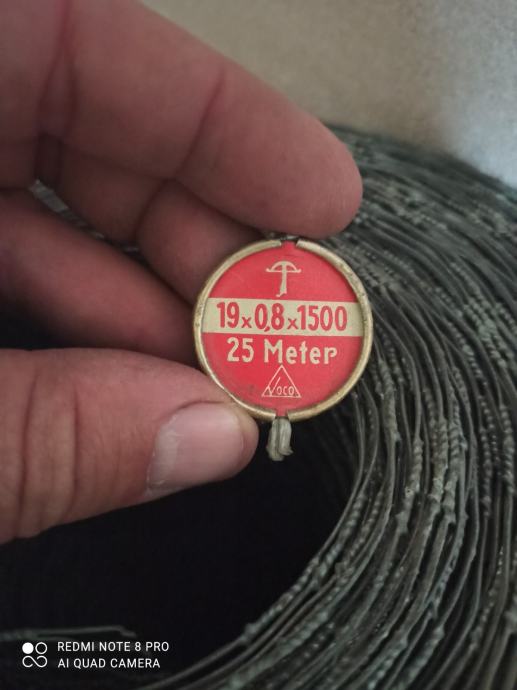 19x0,8x1500
25 Meter
VOCO
REDMI NOTE 8 PRO
AI QUAD CAMERA